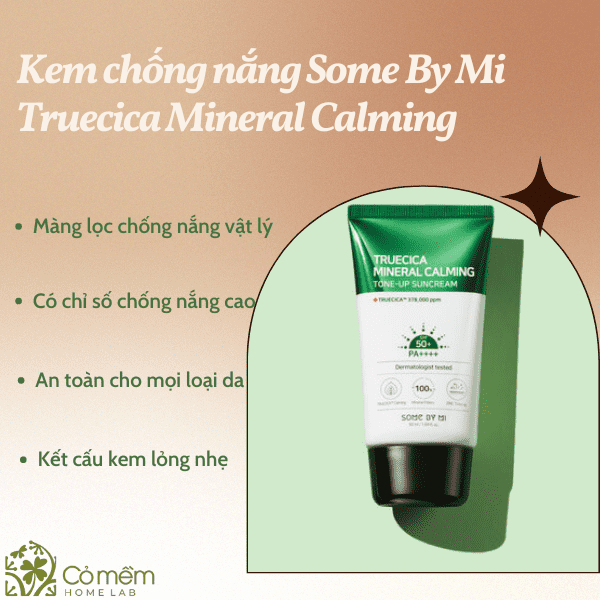 Kem chống nắng Some By Mi
Truecica Mineral Calming
• Màng lọc chống nắng vật lý
• Có chỉ số chống nắng cao
• An toàn cho mọi loại da
• Kết cấu kem lỏng nhẹ
TRUECICA
MINERAL CALMING
TONE-UP SUNCREAM
TRUECICA™ 378,000 ppm
SPF
50+
PA++++
Dermatologist tested
100%
SOME BY MI
Cỏ mềm
HOME LAB